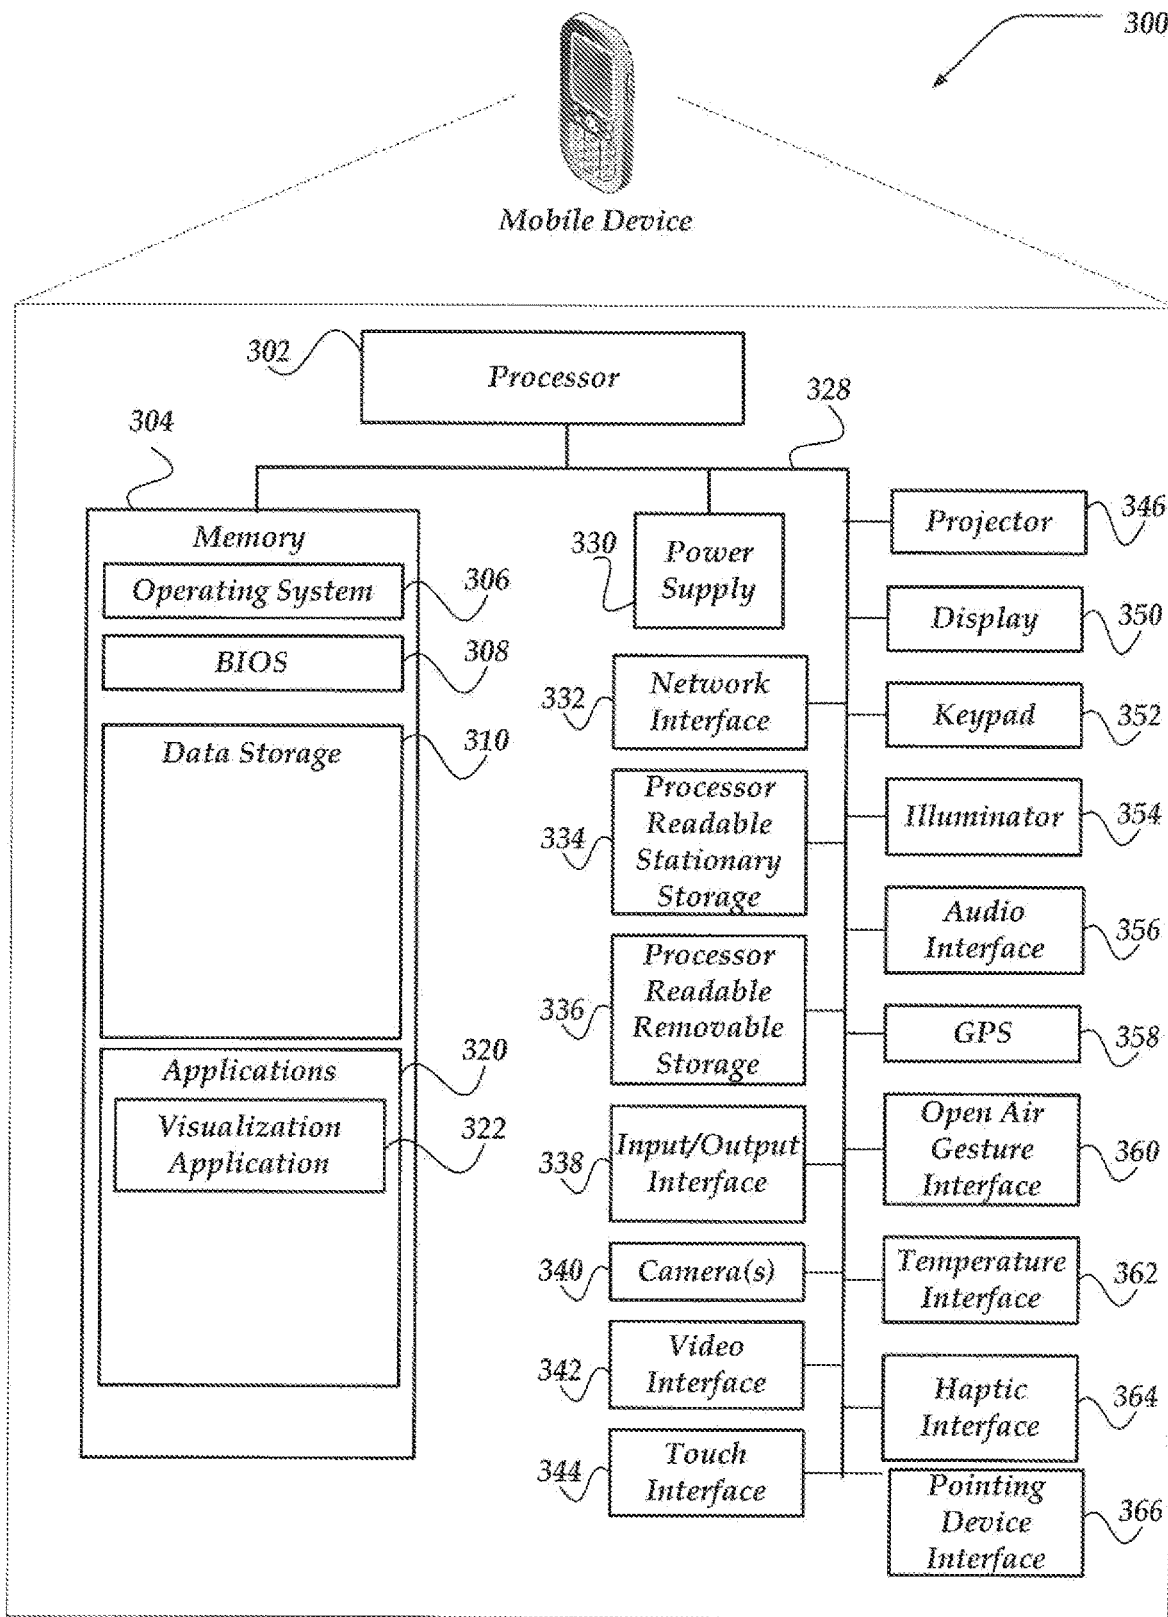 300
Mobile Device
302
Processor
328
304
Memory
Operating System
306
BIOS
308
Data Storage
310
Applications
320
Visualization
Application
322
330
Power
Supply
332
Network
Interface
334
Processor
Readable
Stationary
Storage
336
Processor
Readable
Removable
Storage
338
Input/Output
Interface
340
Camera(s)
342
Video
Interface
344
Touch
Interface
Projector
346
Display
350
Keypad
352
Illuminator
354
Audio
Interface
356
GPS
358
Open Air
Gesture
Interface
360
Temperature
Interface
362
Haptic
Interface
364
Pointing
Device
Interface
366